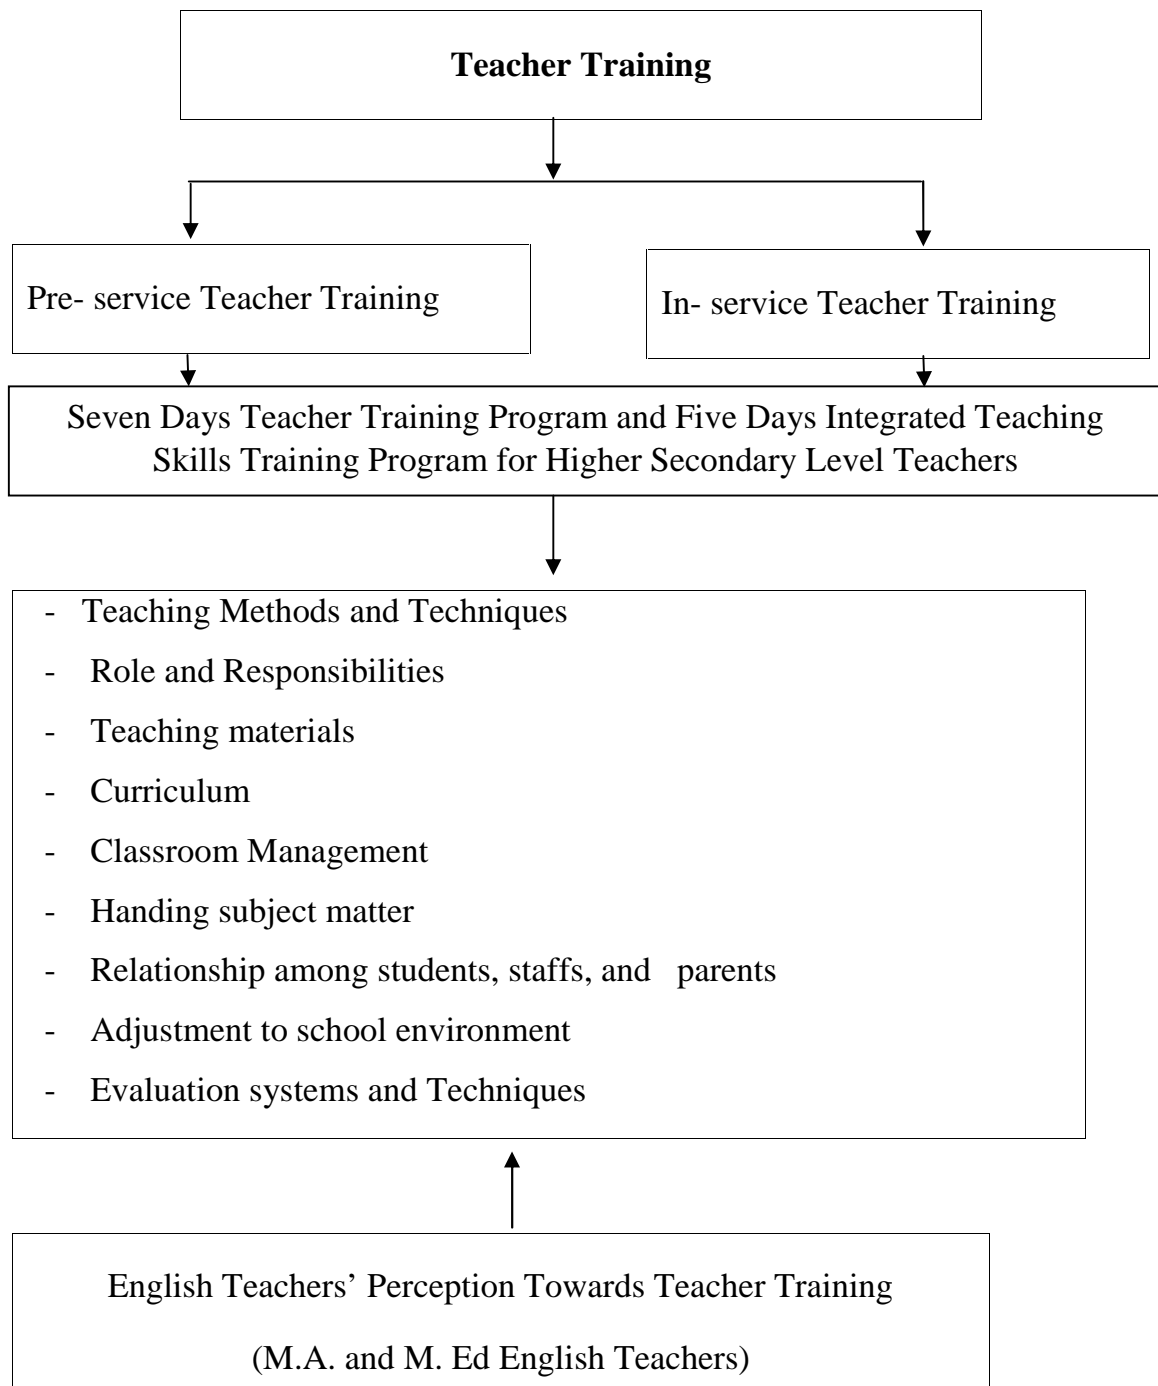 Teacher Training
Pre- service Teacher Training
In- service Teacher Training
Seven Days Teacher Training Program and Five Days Integrated Teaching
Skills Training Program for Higher Secondary Level Teachers
- Teaching Methods and Techniques
- Role and Responsibilities
- Teaching materials
- Curriculum
- Classroom Management
- Handing subject matter
- Relationship among students, staffs, and parents
- Adjustment to school environment
- Evaluation systems and Techniques
English Teachers’ Perception Towards Teacher Training
(M.A. and M. Ed English Teachers)